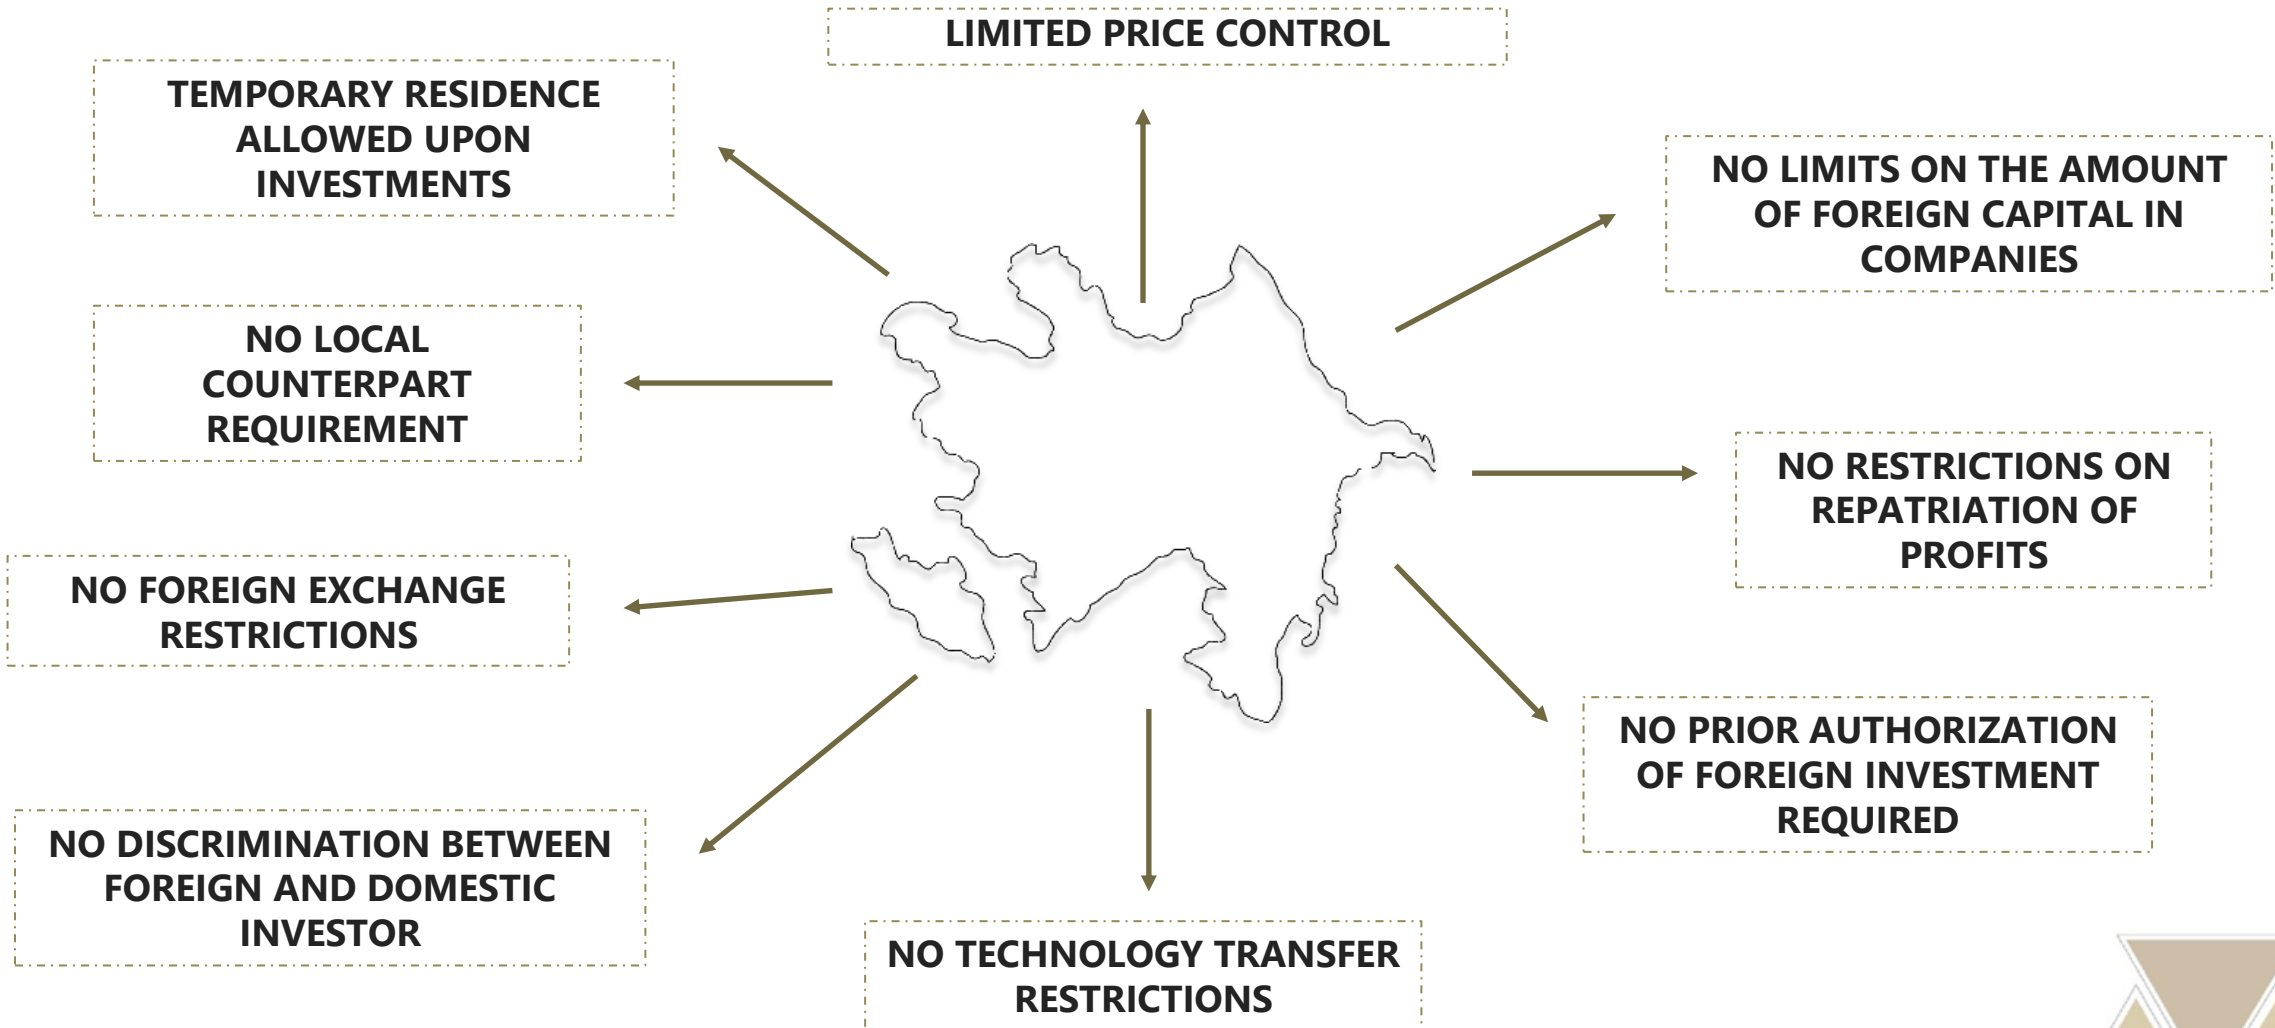 LIMITED PRICE CONTROL
TEMPORARY RESIDENCE
ALLOWED UPON
INVESTMENTS
NO LIMITS ON THE AMOUNT
OF FOREIGN CAPITAL IN
COMPANIES
NO LOCAL
COUNTERPART
REQUIREMENT
NO RESTRICTIONS ON
REPATRIATION OF
PROFITS
NO FOREIGN EXCHANGE
RESTRICTIONS
NO PRIOR AUTHORIZATION
OF FOREIGN INVESTMENT
REQUIRED
NO DISCRIMINATION BETWEEN
FOREIGN AND DOMESTIC
INVESTOR
NO TECHNOLOGY TRANSFER
RESTRICTIONS